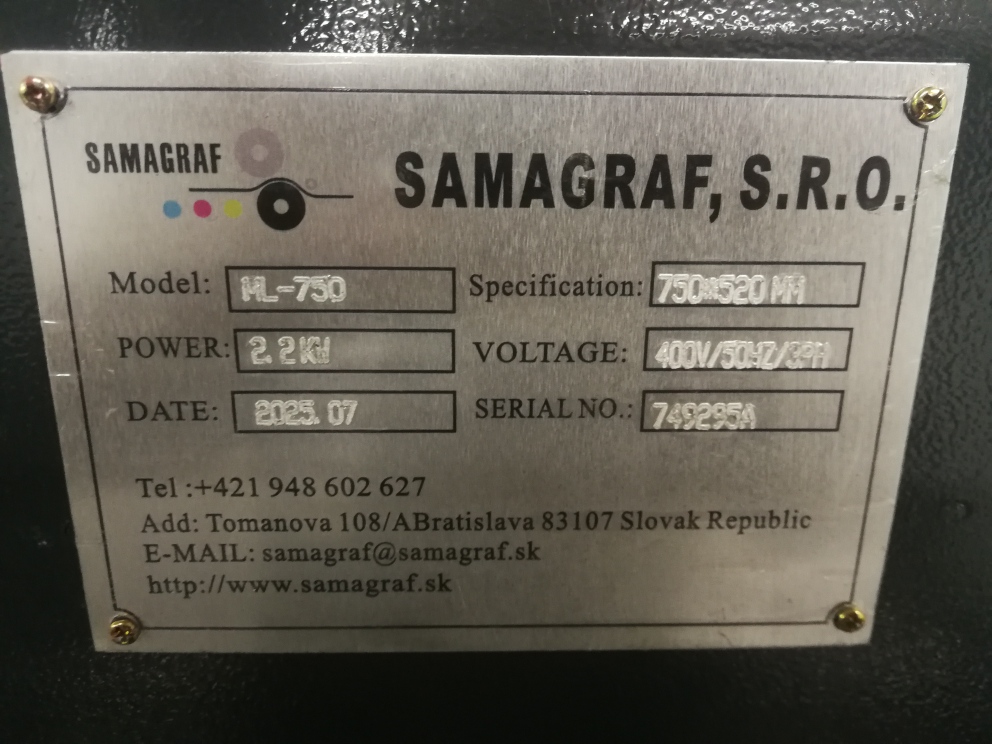 SAMAGRAF
SAMAGRAF, S.R.O.
Model: ML-750 Specification: 750*520 MM
POWER: 2.2KW VOLTAGE: 400V/50HZ/3PH
DATE: 2025.07 SERIAL NO.: 749295A
Tel :+421 948 602 627
Add: Tomanova 108/ABratislava 83107 Slovak Republic
E-MAIL: samagraf@samagraf.sk
http://www.samagraf.sk